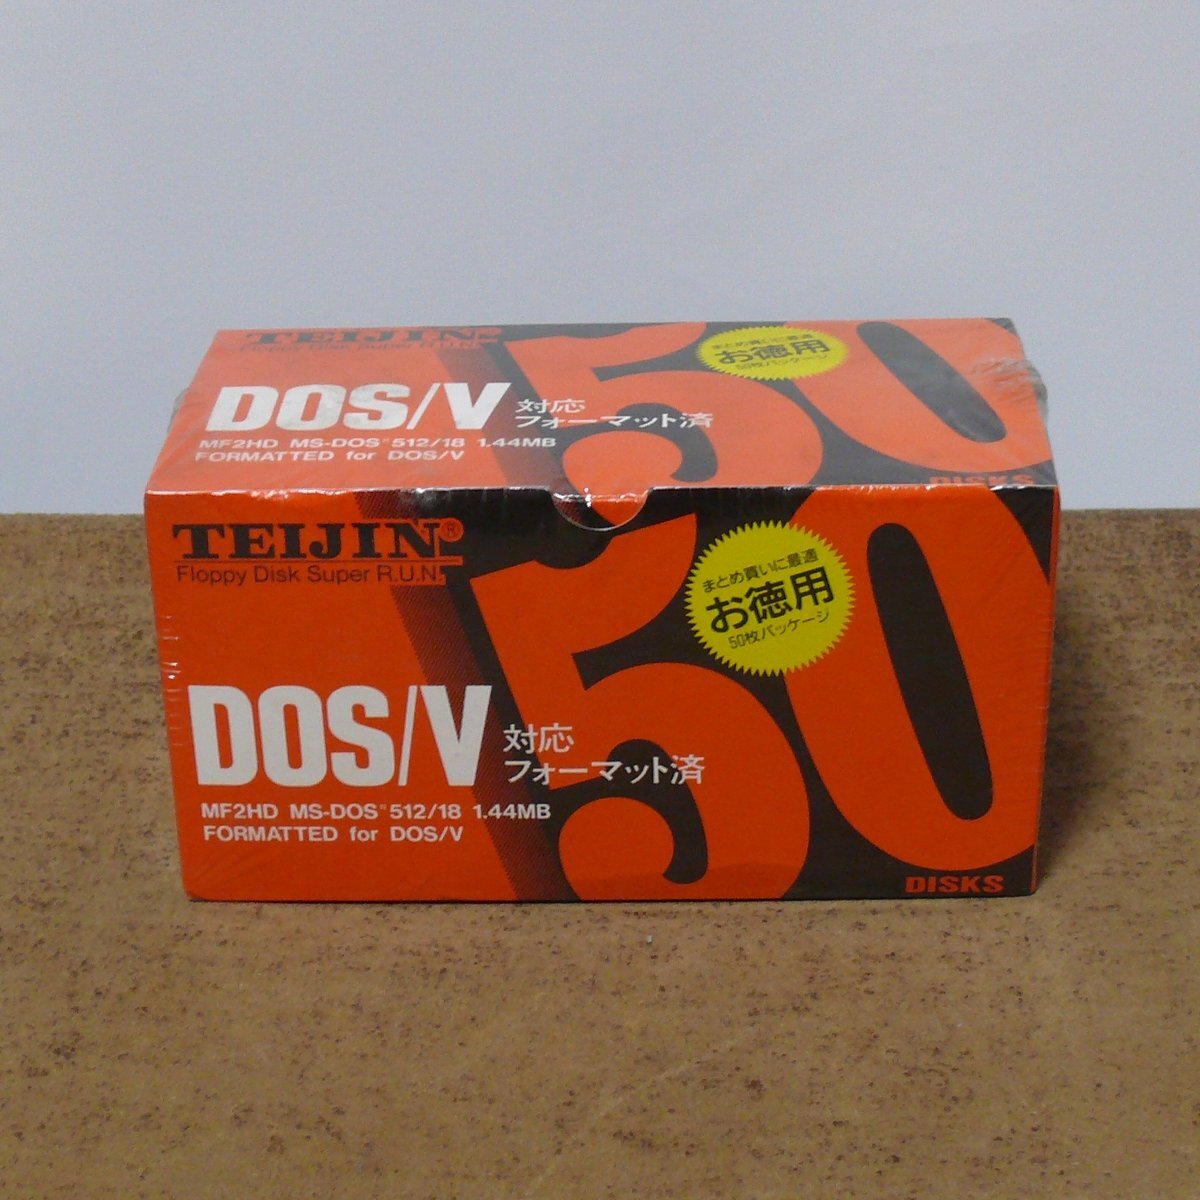 TEIJIN®
Floppy Disk Super R.U.N.
50
まとめ買いに最適
お徳用
50枚パッケージ
DOS/V 対応
フォーマット済
MF2HD MS-DOS 512/18 1.44MB
FORMATTED for DOS/V
DISKS
TEIJIN®
Floppy Disk Super R.U.N.
50
まとめ買いに最適
お徳用
50枚パッケージ
DOS/V 対応
フォーマット済
MF2HD MS-DOS 512/18 1.44MB
FORMATTED for DOS/V
DISKS